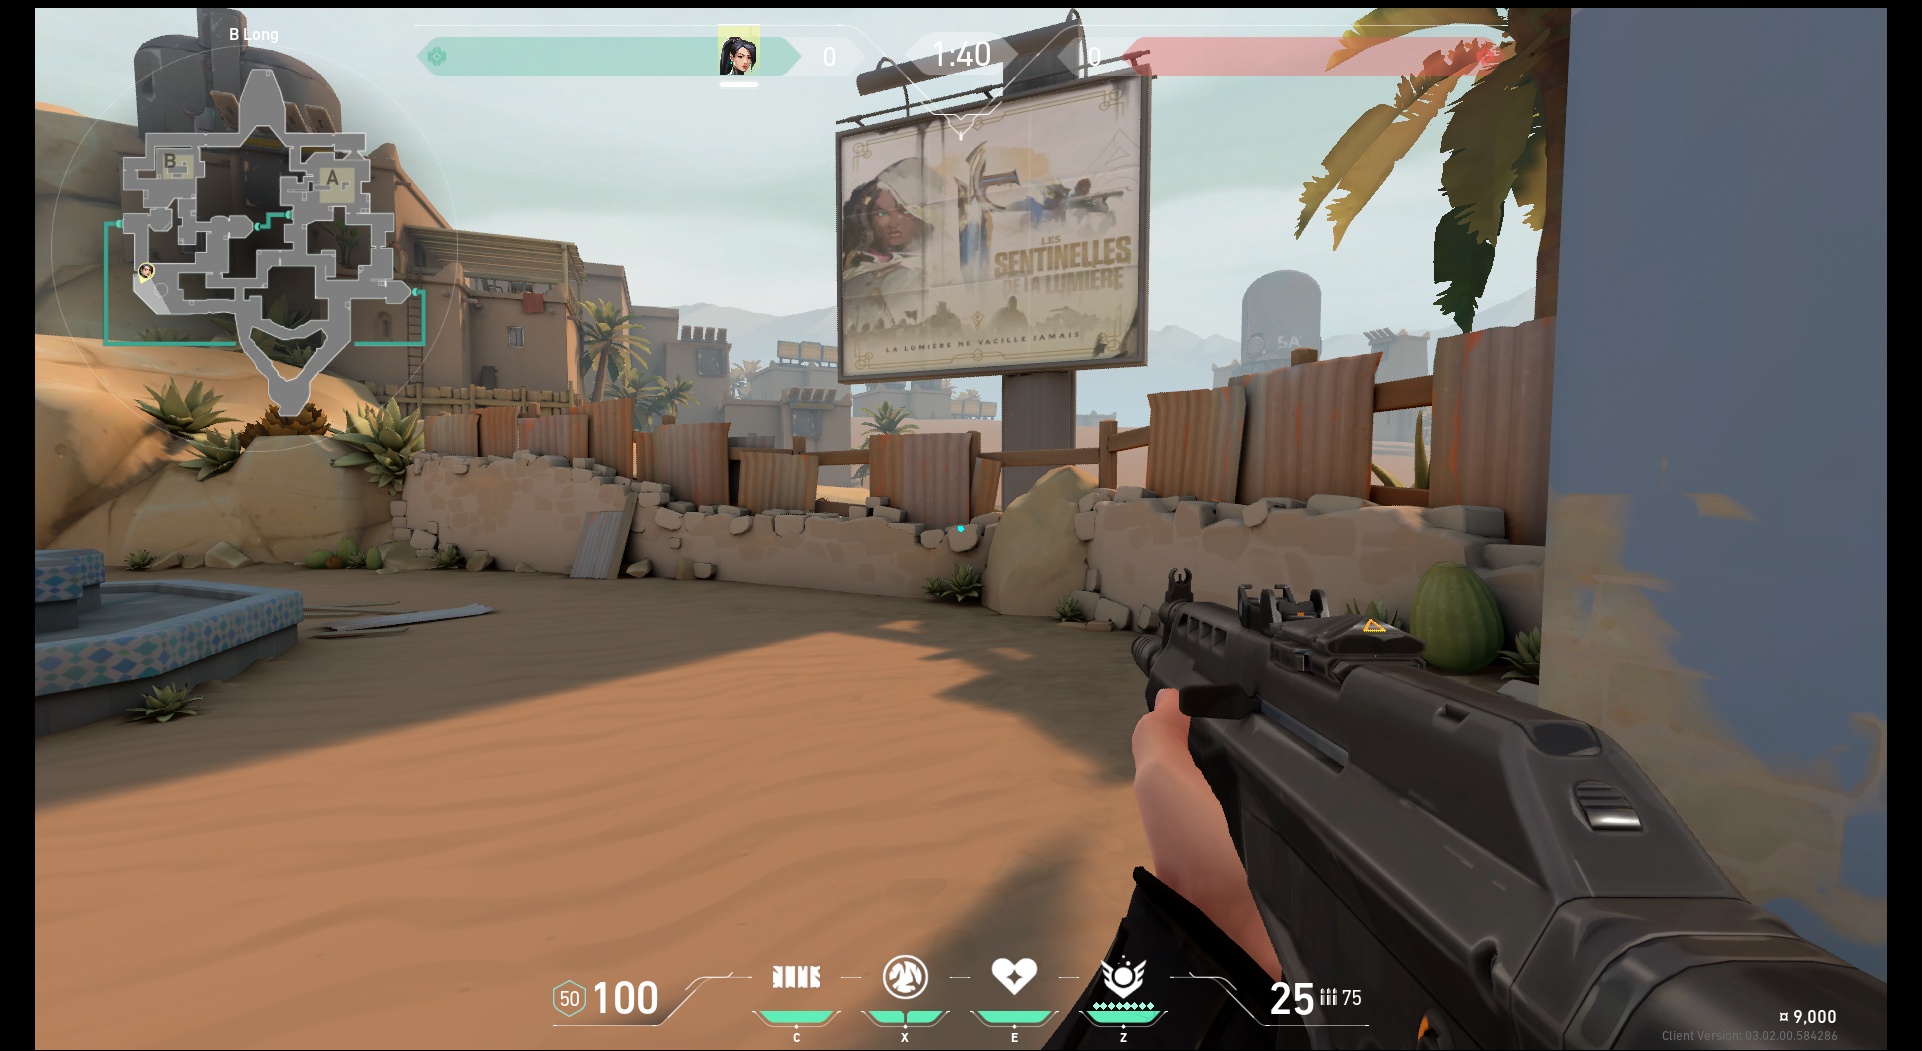 B Long
0
1:40
0
B
A
LES
SENTINELLES
DE LA LUMIÈRE
LA LUMIÈRE NE VACILLE JAMAIS
5A
50
100
25
75
C
X
E
Z
¤ 9,000
Client Version: 03.02.00.584286